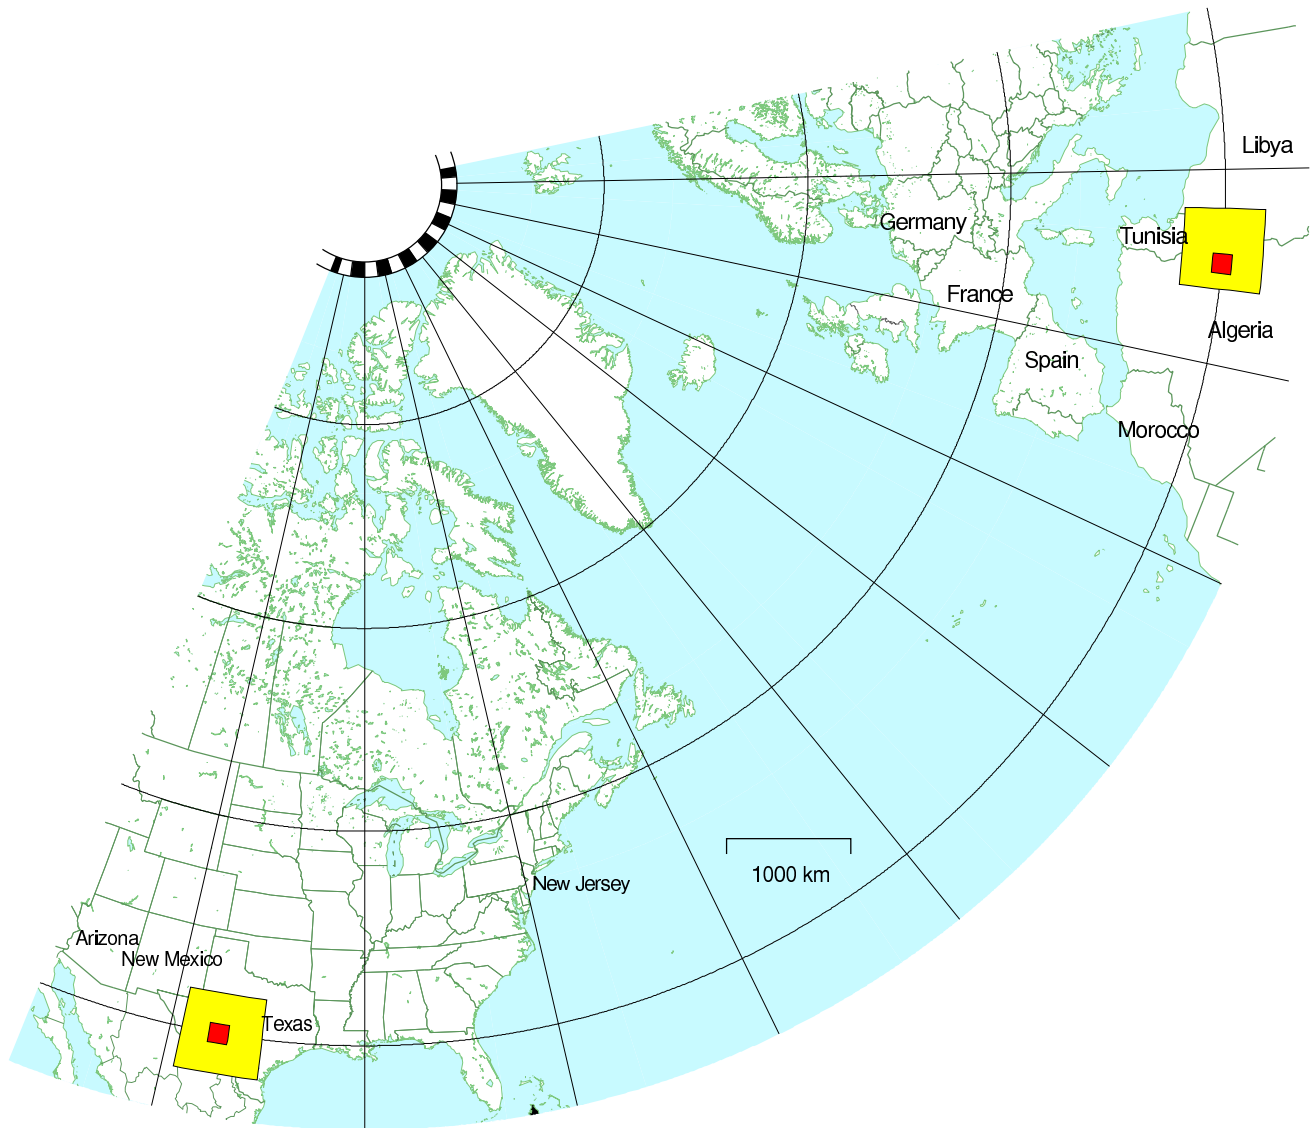 Libya
Germany
Tunisia
France
Algeria
Spain
Morocco
1000 km
New Jersey
Arizona
New Mexico
Texas